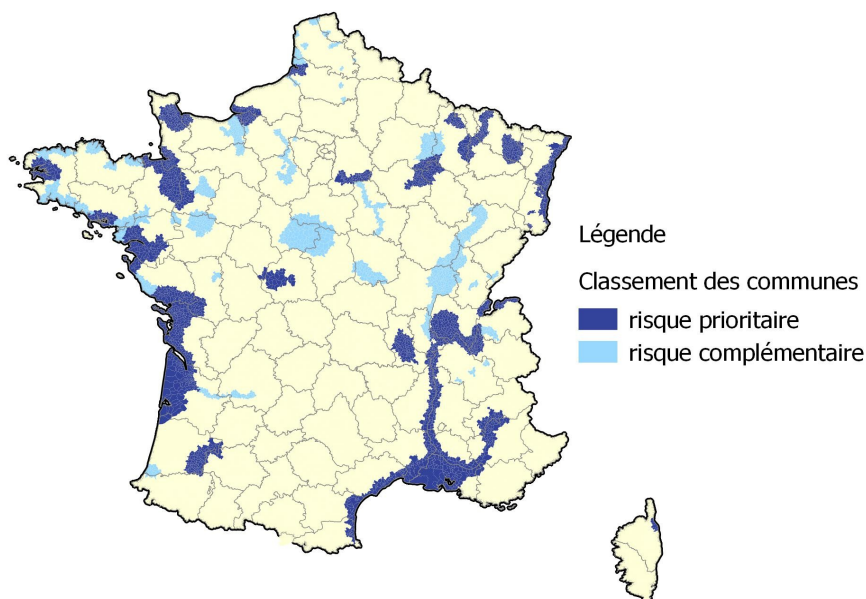 Légende
Classement des communes
risque prioritaire
risque complémentaire